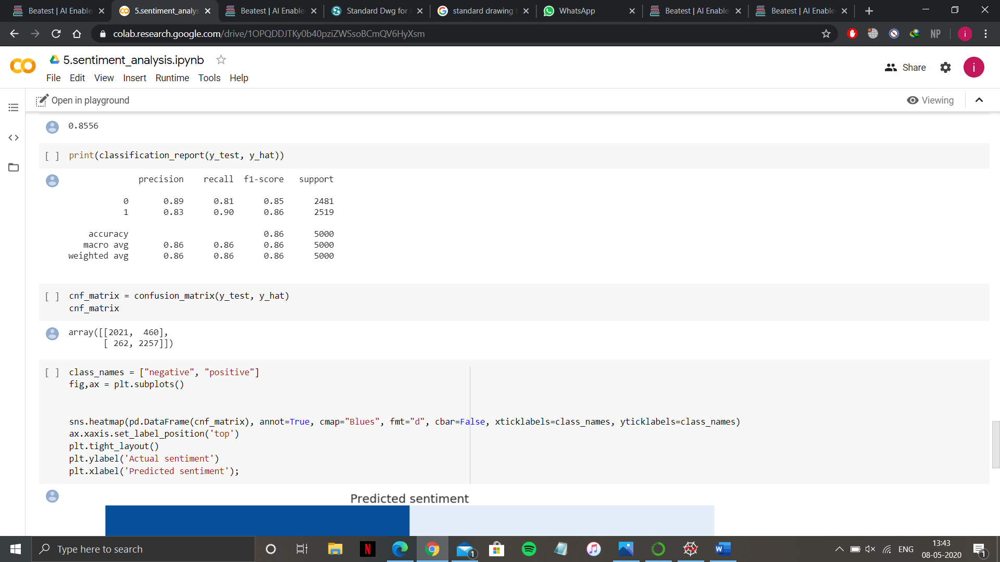 Beatest | AI Enable
5.sentiment_analys
Beatest | AI Enable
Standard Dwg for
standard drawing
WhatsApp
Beatest | AI Enable
Beatest | AI Enable
colab.research.google.com/drive/1OPQDDJTKy0b40pziZWSsoBCmQV6HyXsm
NP
i
5.sentiment_analysis.ipynb
Share
i
File Edit View Insert Runtime Tools Help
Open in playground
Viewing
0.8556
[ ] print(classification_report(y_test, y_hat))
precision recall f1-score support
0 0.89 0.81 0.85 2481
1 0.83 0.90 0.86 2519
accuracy 0.86 5000
macro avg 0.86 0.86 0.86 5000
weighted avg 0.86 0.86 0.86 5000
[ ] cnf_matrix = confusion_matrix(y_test, y_hat)
cnf_matrix
array([[2021, 460],
[ 262, 2257]])
[ ] class_names = ["negative", "positive"]
fig,ax = plt.subplots()
sns.heatmap(pd.DataFrame(cnf_matrix), annot=True, cmap="Blues", fmt="d", cbar=False, xticklabels=class_names, yticklabels=class_names)
ax.xaxis.set_label_position('top')
plt.tight_layout()
plt.ylabel('Actual sentiment')
plt.xlabel('Predicted sentiment');
Predicted sentiment
Type here to search
N
1
W
ENG
13:43
08-05-2020
1